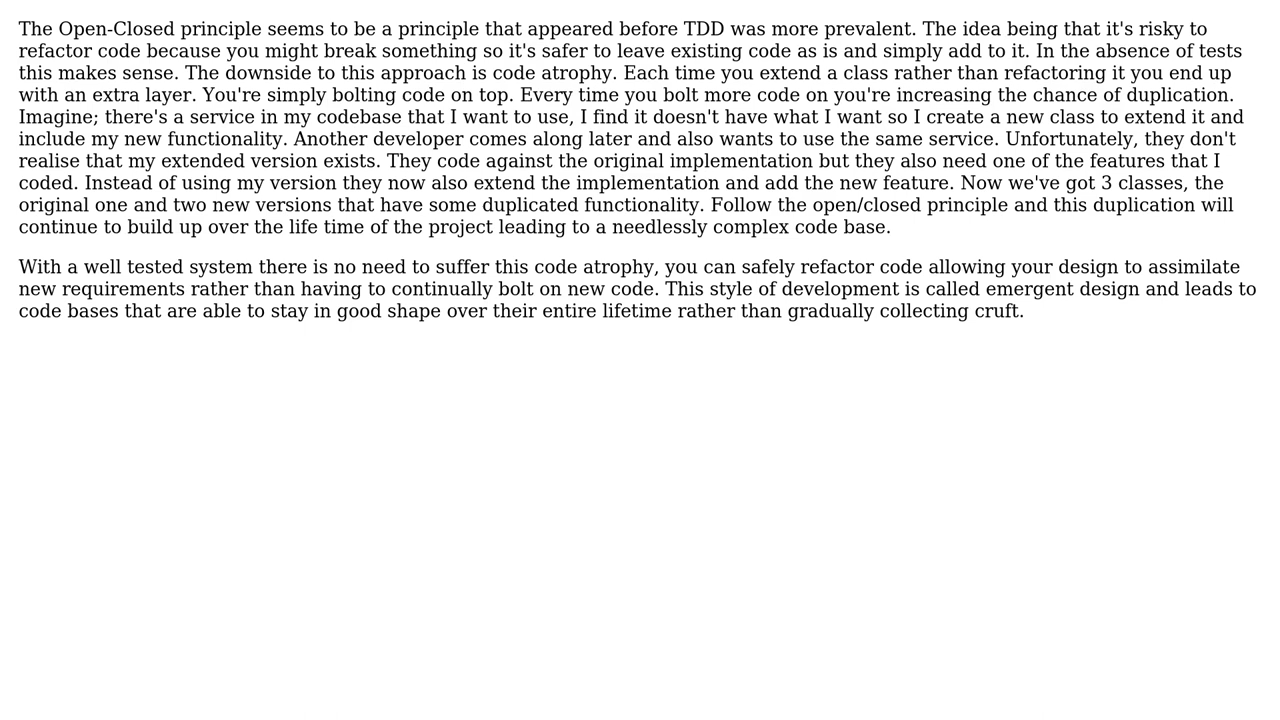 The Open-Closed principle seems to be a principle that appeared before TDD was more prevalent. The idea being that it's risky to
refactor code because you might break something so it's safer to leave existing code as is and simply add to it. In the absence of tests
this makes sense. The downside to this approach is code atrophy. Each time you extend a class rather than refactoring it you end up
with an extra layer. You're simply bolting code on top. Every time you bolt more code on you're increasing the chance of duplication.
Imagine; there's a service in my codebase that I want to use, I find it doesn't have what I want so I create a new class to extend it and
include my new functionality. Another developer comes along later and also wants to use the same service. Unfortunately, they don't
realise that my extended version exists. They code against the original implementation but they also need one of the features that I
coded. Instead of using my version they now also extend the implementation and add the new feature. Now we've got 3 classes, the
original one and two new versions that have some duplicated functionality. Follow the open/closed principle and this duplication will
continue to build up over the life time of the project leading to a needlessly complex code base.
With a well tested system there is no need to suffer this code atrophy, you can safely refactor code allowing your design to assimilate
new requirements rather than having to continually bolt on new code. This style of development is called emergent design and leads to
code bases that are able to stay in good shape over their entire lifetime rather than gradually collecting cruft.